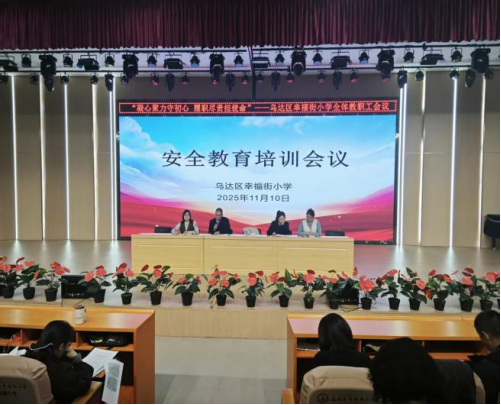 “凝心聚力守初心 履职尽责担使命”——乌达区幸福街小学全体教职工会议
安全教育培训会议
乌达区幸福街小学
2025年11月10日